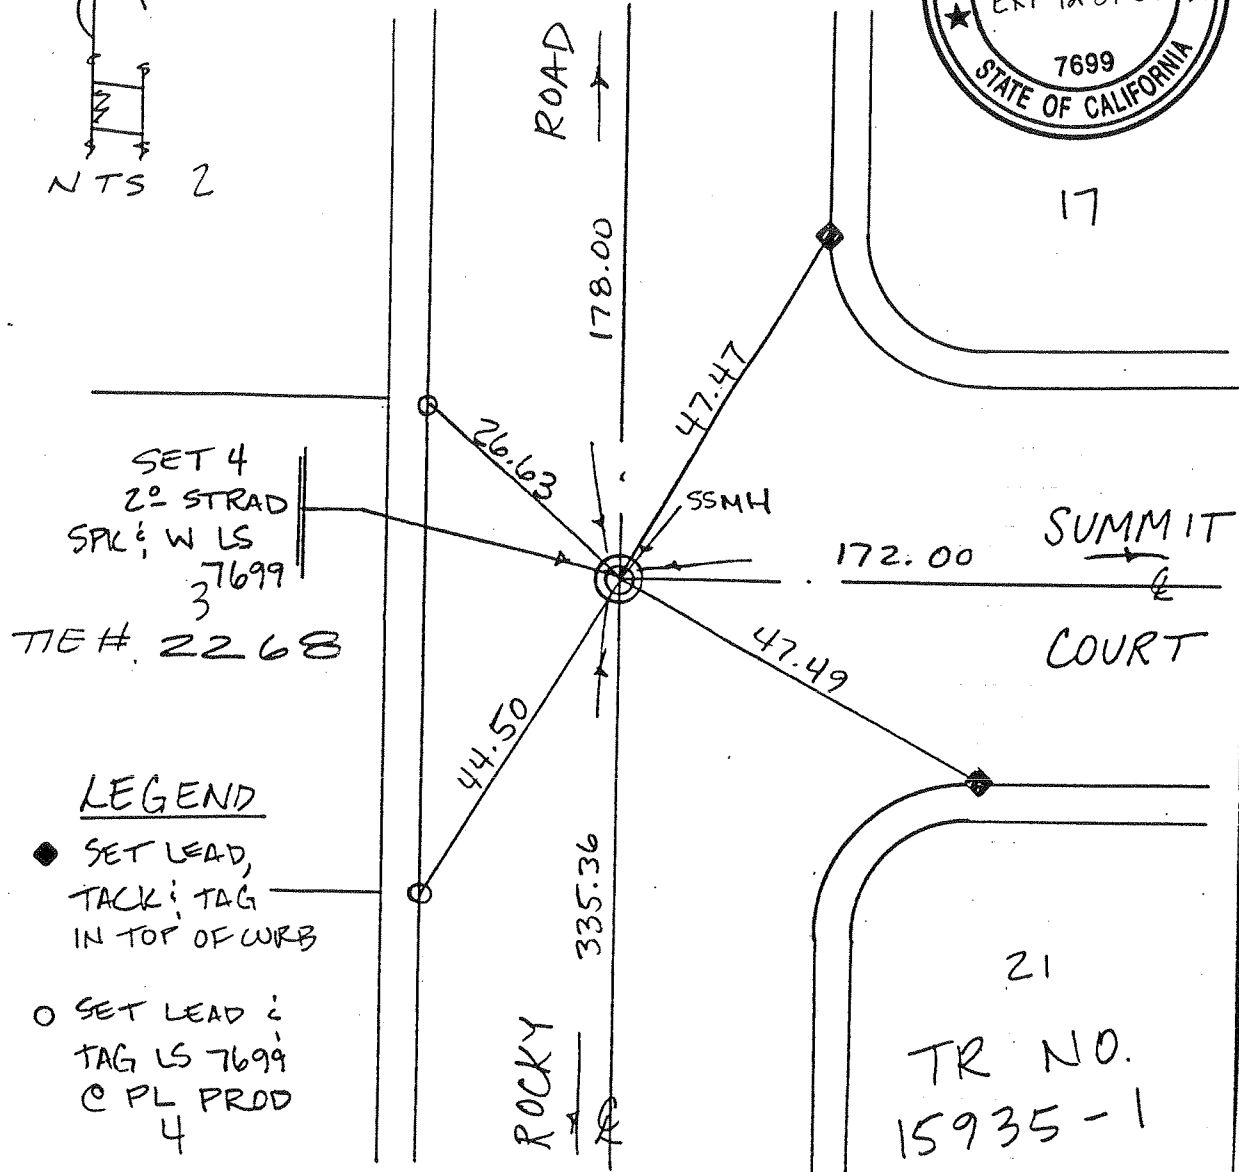 NTS 2
ROAD
7699
STATE OF CALIFORNIA
17
178.00
47.47
26.63
SET 4
2º STRAD
SPK & W LS
7699
3
TIE #. 2268
SSMH
172.00
SUMMIT
℄
COURT
47.49
44.50
335.36
LEGEND
SET LEAD,
TACK & TAG
IN TOP OF CURB
SET LEAD &
TAG LS 7699
@ PL PROD
4
ROCKY
℄
21
TR NO.
15935-1